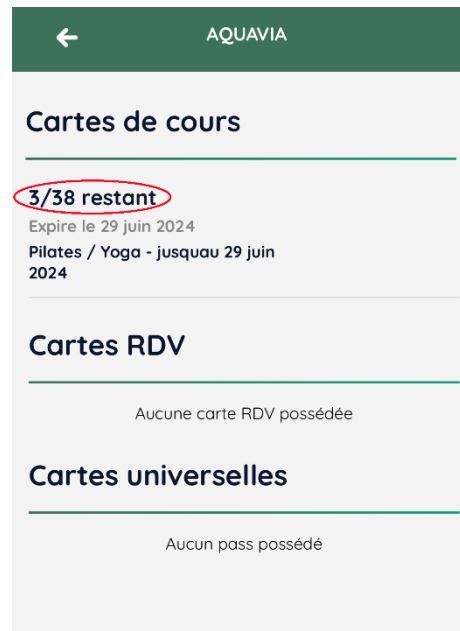 AQUAVIA
Cartes de cours
3/38 restant
Expire le 29 juin 2024
Pilates / Yoga - jusquau 29 juin
2024
Cartes RDV
Aucune carte RDV possédée
Cartes universelles
Aucun pass possédé